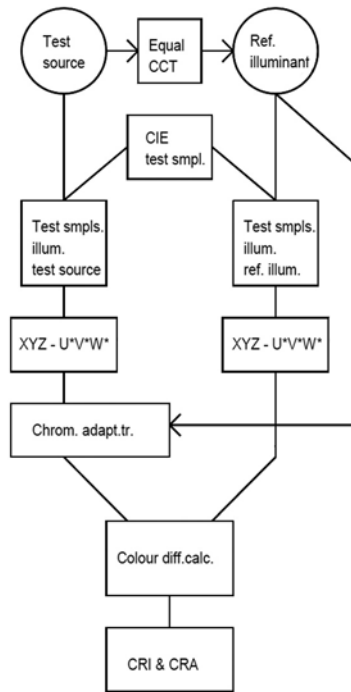 Test
source
Equal
CCT
Ref.
illuminant
CIE
test smpl.
Test smpls.
illum.
test source
Test smpls.
illum.
ref. illum.
XYZ - U*V*W*
XYZ - U*V*W*
Chrom. adapt.tr.
Colour diff.calc.
CRI & CRA